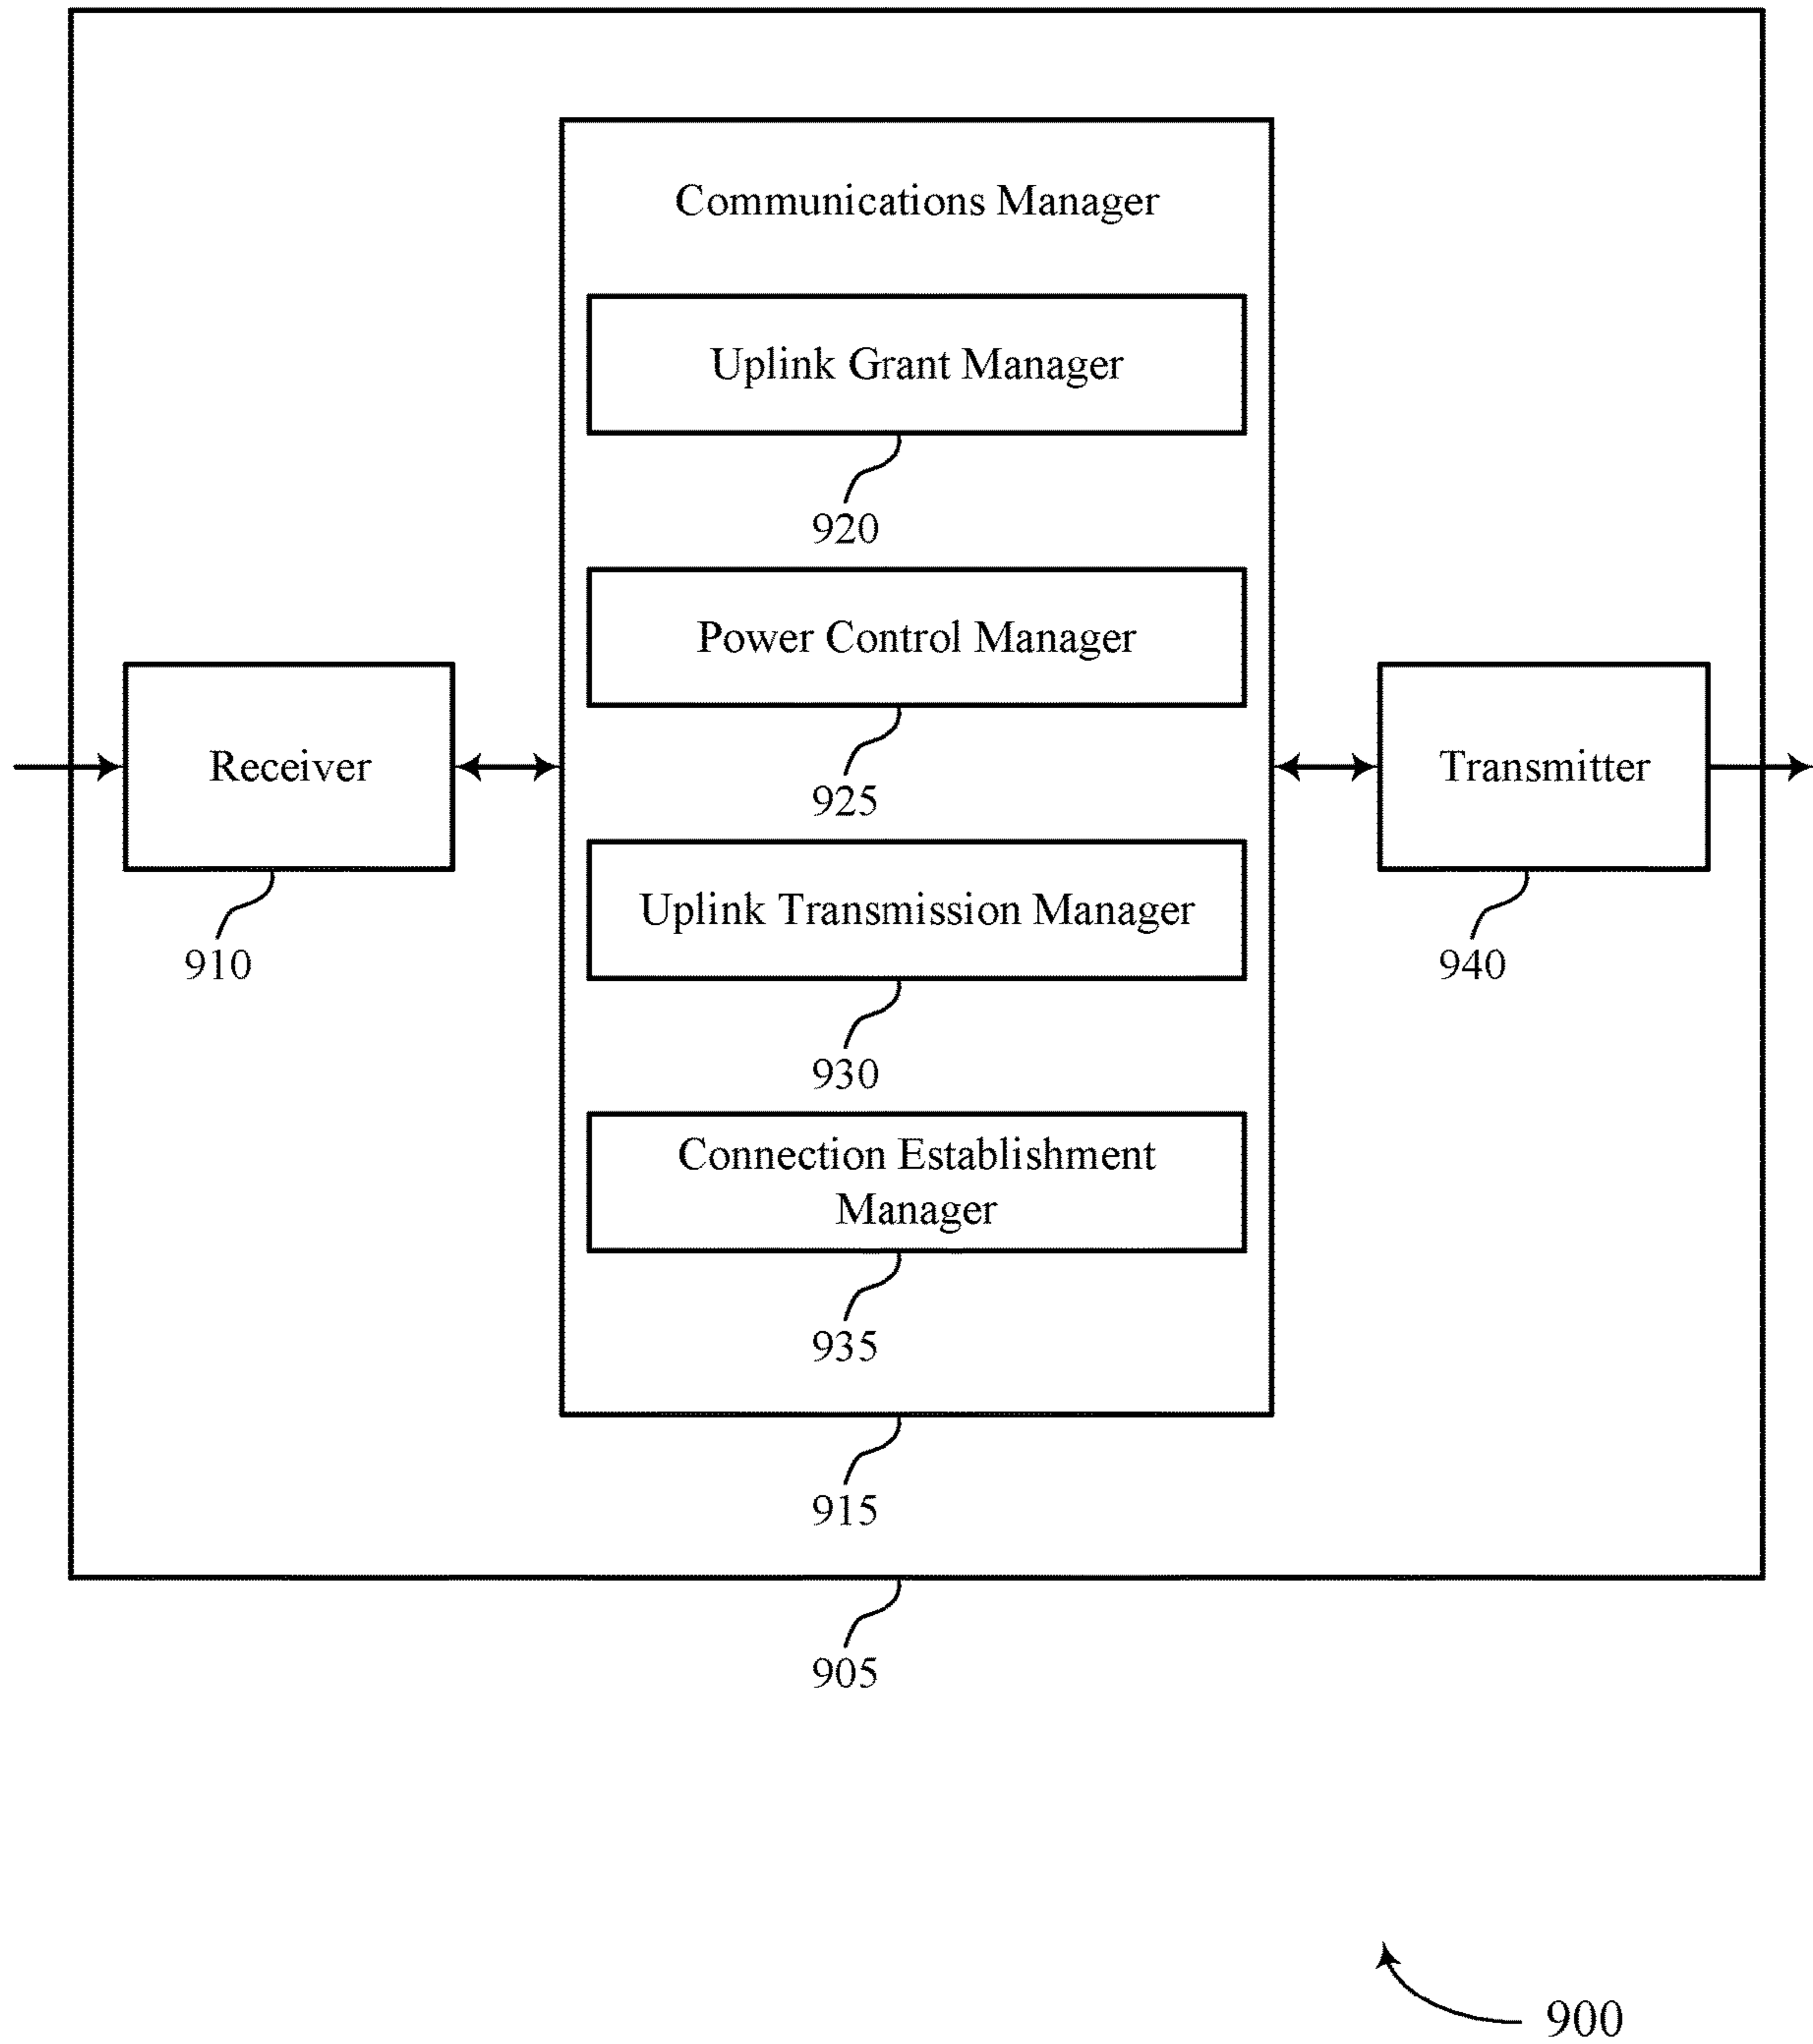 Communications Manager
Uplink Grant Manager
920
Power Control Manager
925
Receiver
910
Transmitter
940
Uplink Transmission Manager
930
Connection Establishment
Manager
935
915
905
900